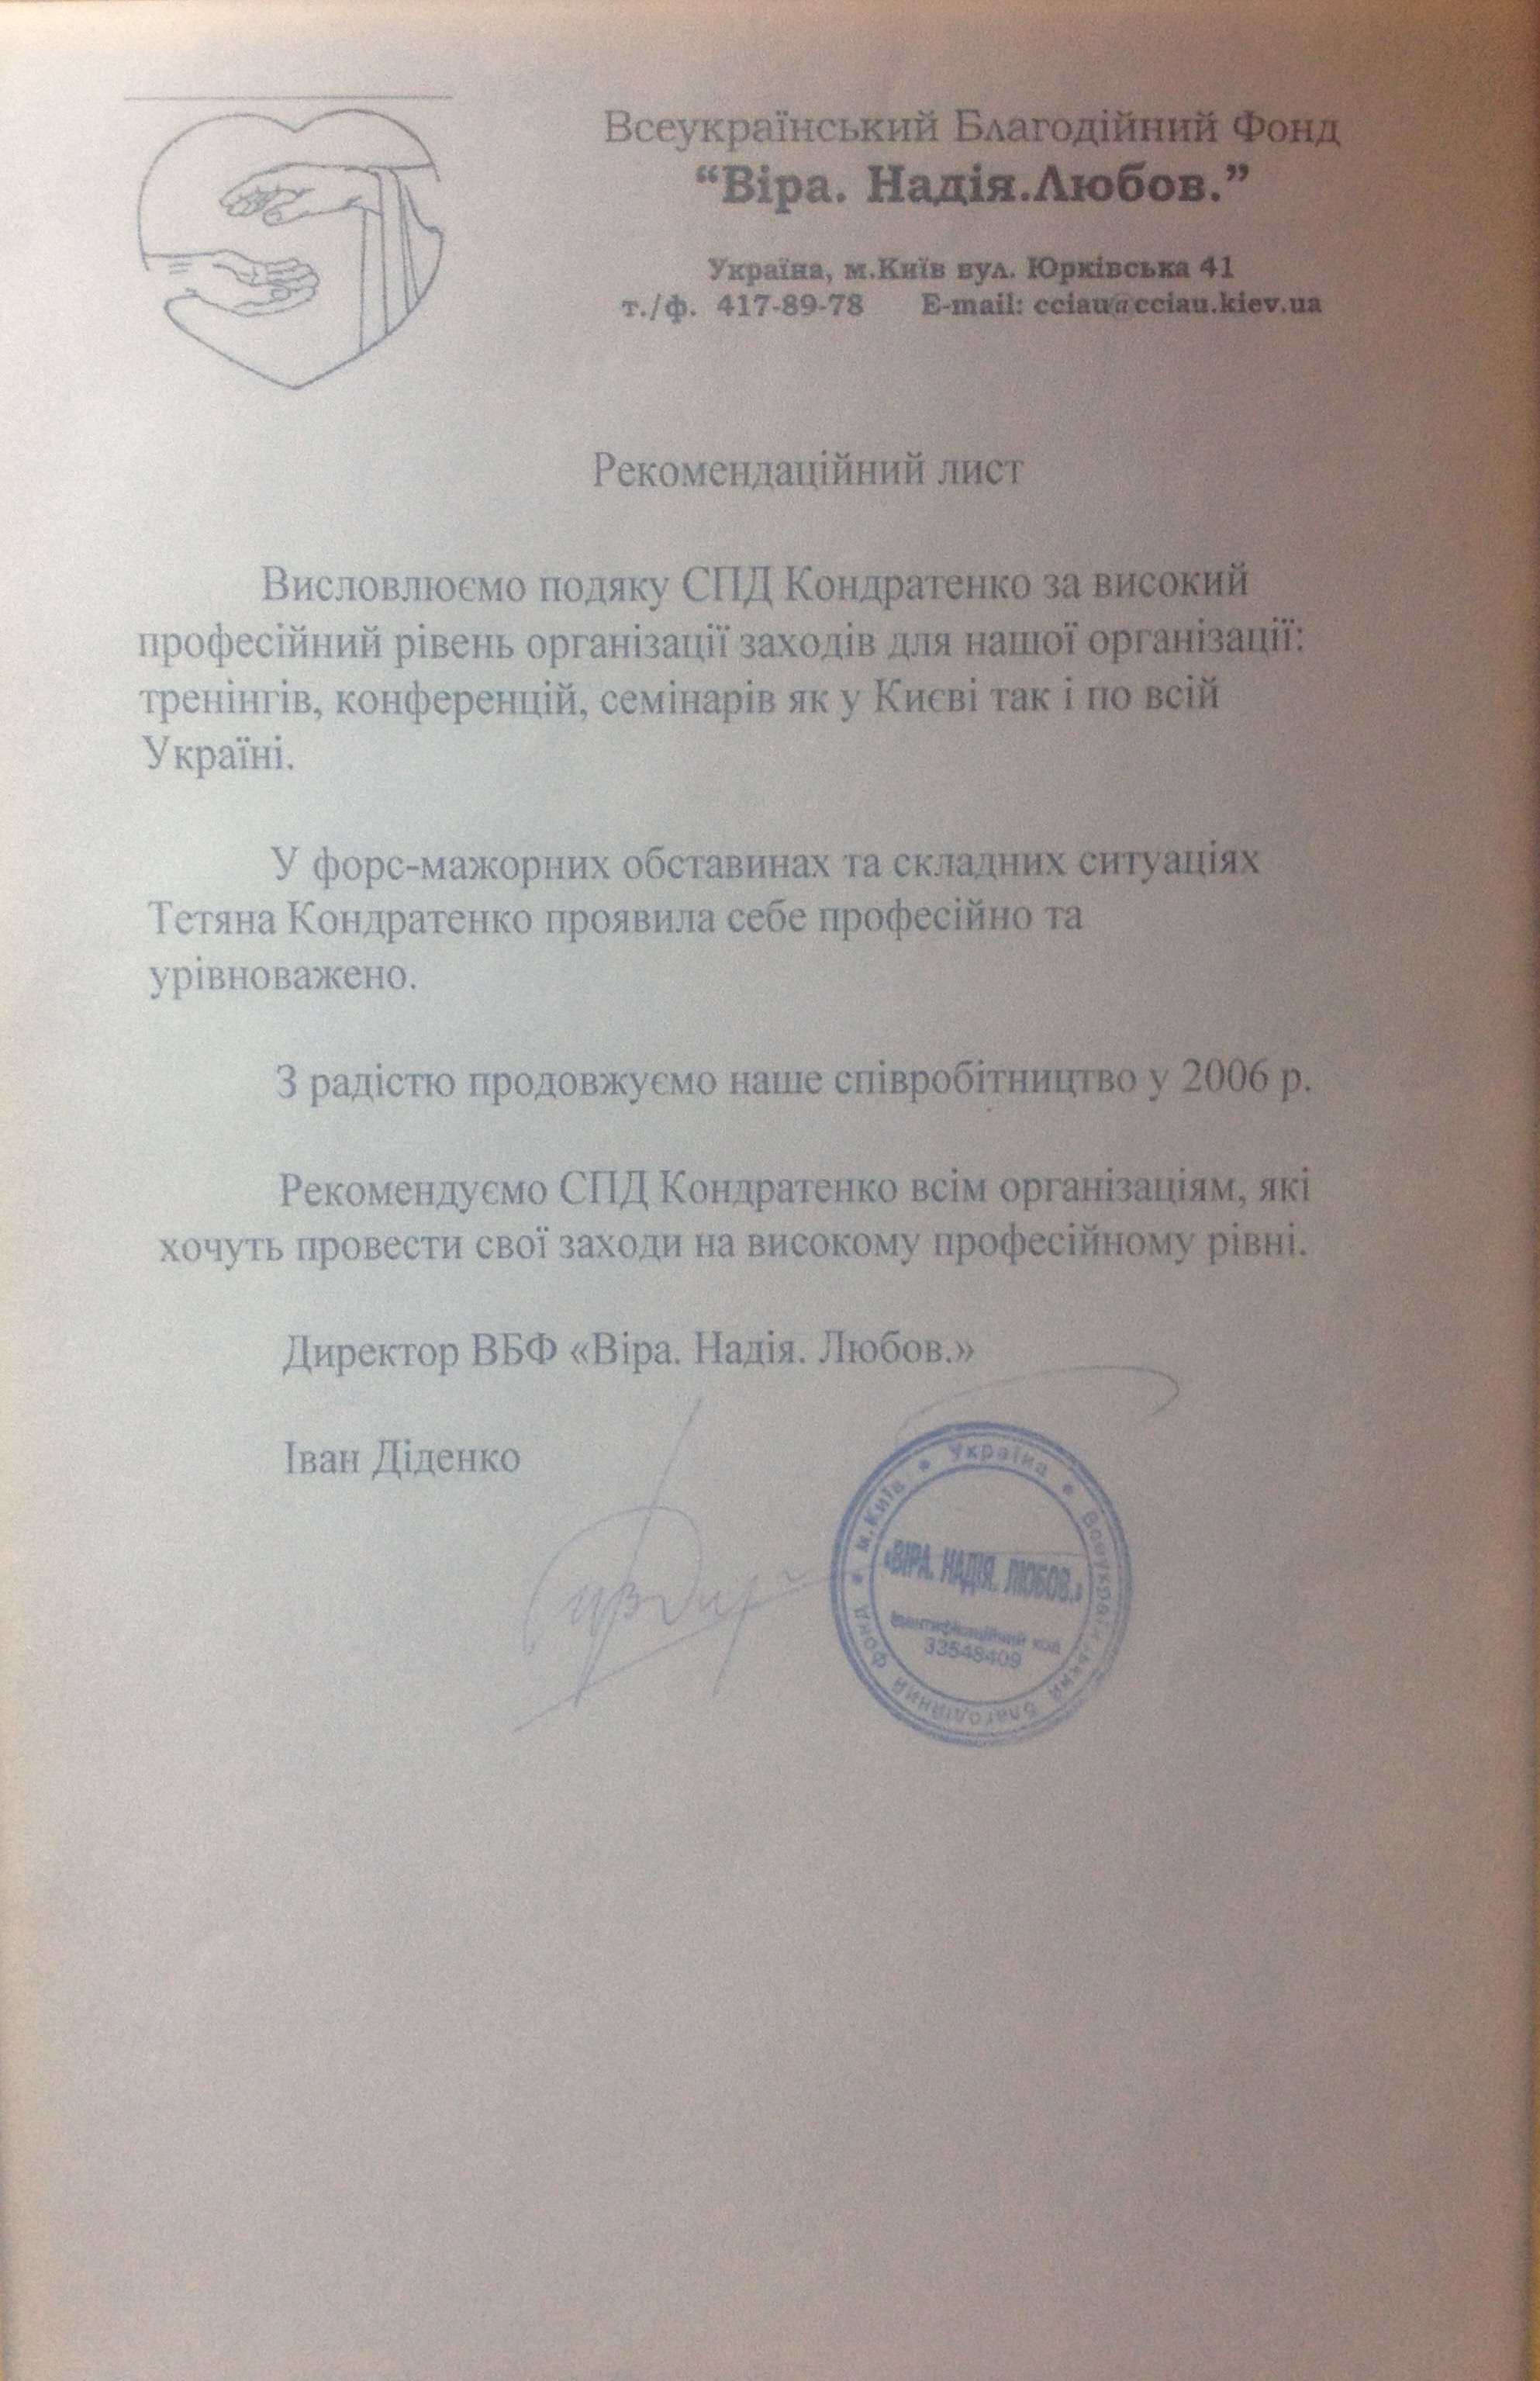 Всеукраїнський Благодійний Фонд
“Віра. Надія.Любов.”
Україна, м.Київ вул. Юрківська 41
т./ф. 417-89-78 E-mail: cciau@cciau.kiev.ua
Рекомендаційний лист
Висловлюємо подяку СПД Кондратенко за високий
професійний рівень організації заходів для нашої організації:
тренінгів, конференцій, семінарів як у Києві так і по всій
Україні.
У форс-мажорних обставинах та складних ситуаціях
Тетяна Кондратенко проявила себе професійно та
урівноважено.
З радістю продовжуємо наше співробітництво у 2006 р.
Рекомендуємо СПД Кондратенко всім організаціям, які
хочуть провести свої заходи на високому професійному рівні.
Директор ВБФ «Віра. Надія. Любов.»
Іван Діденко
м.Київ * Україна * Всеукраїнський Благодійний Фонд *
«ВІРА. НАДІЯ. ЛЮБОВ.»
Ідентифікаційний код
33548409